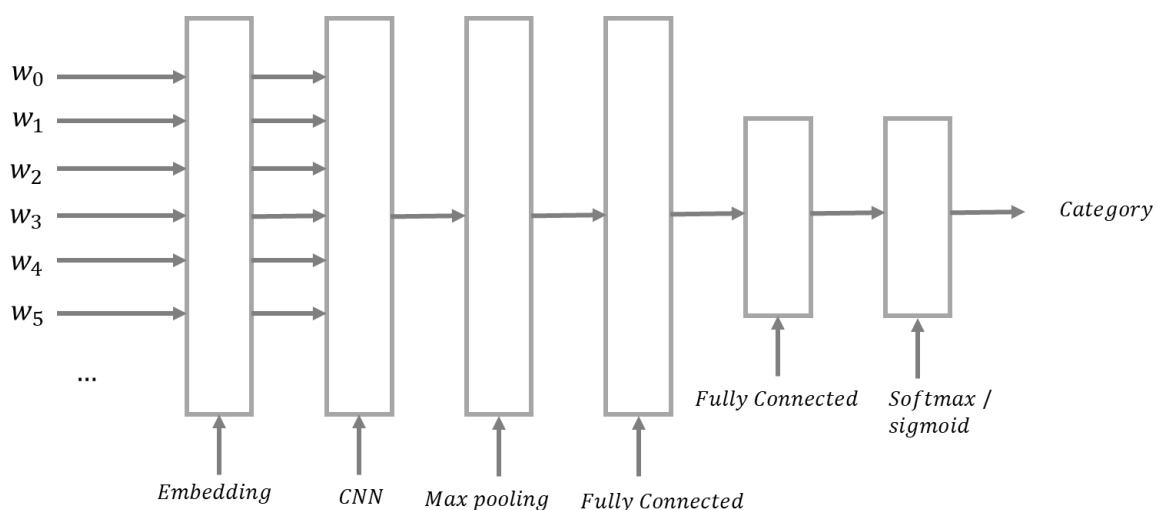 w₀
w₁
w₂
w₃
w₄
w₅
...
Category
Fully Connected
Softmax /
sigmoid
Embedding
CNN
Max pooling
Fully Connected